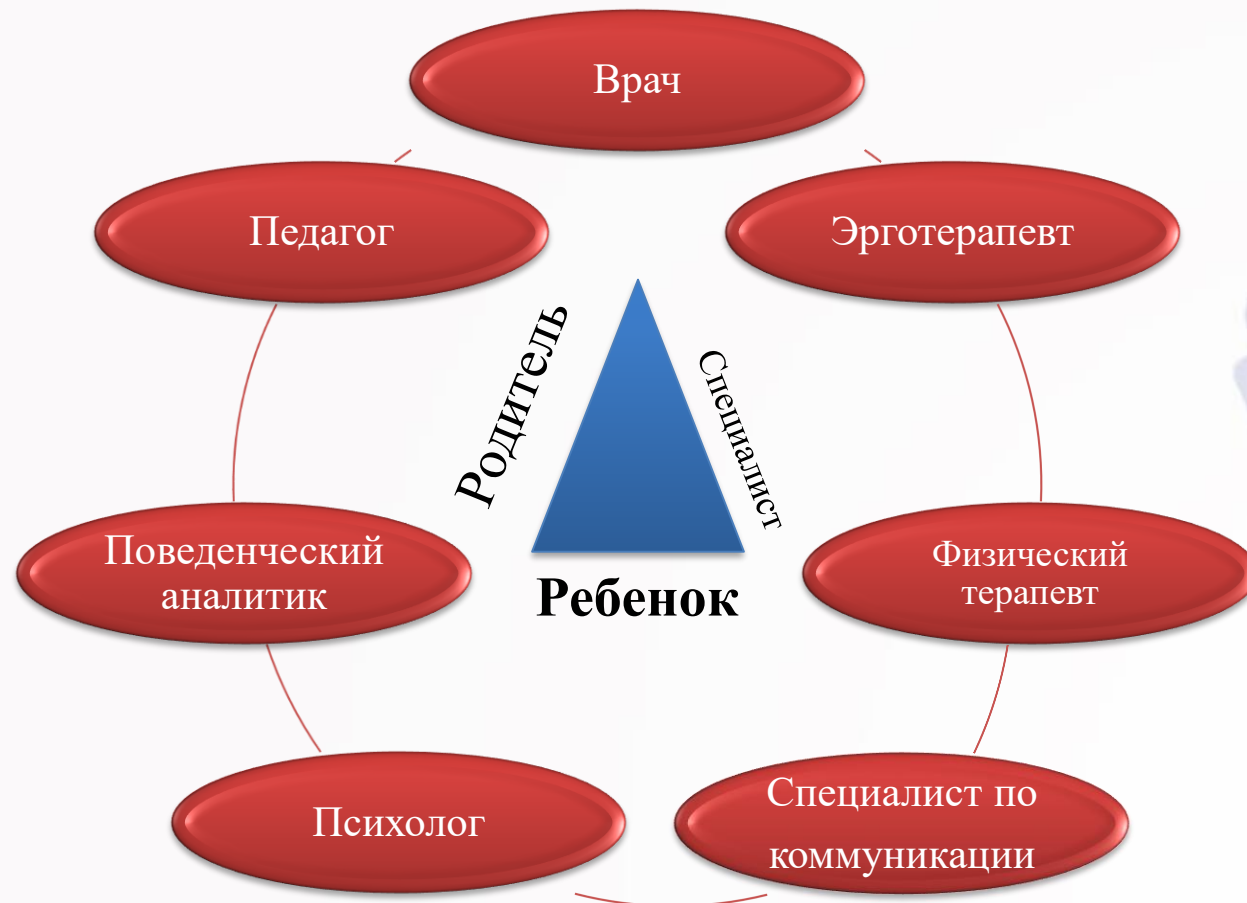 Врач
Педагог
Эрготерапевт
Родитель
Специалист
Поведенческий
аналитик
Физический
терапевт
Ребенок
Психолог
Специалист по
коммуникации